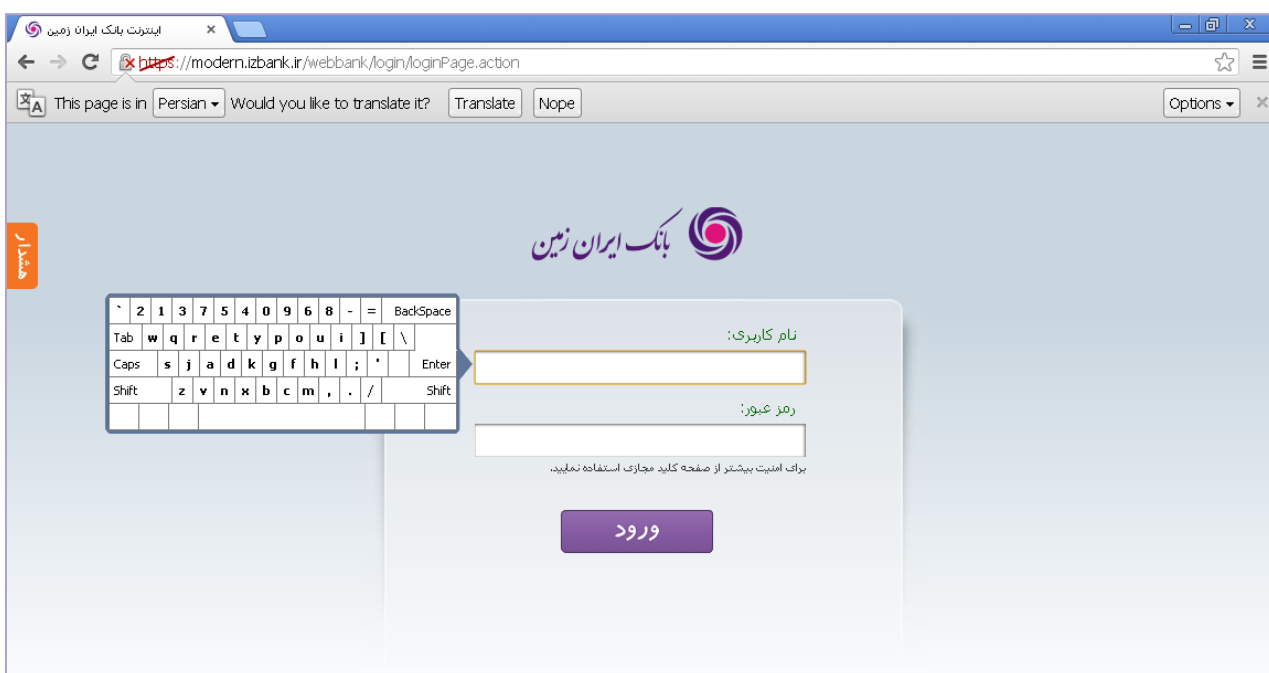 اینترنت بانک ایران زمین
https://modern.izbank.ir/webbank/login/loginPage.action
This page is in Persian Would you like to translate it? Translate Nope Options
بانک ایران زمین
هشدار
` 2 1 3 7 5 4 0 9 6 8 - = BackSpace
Tab w q r e t y p o u i ] [ \
Caps s j a d k g f h l ; ' Enter
Shift z v n x b c m , . / Shift
نام کاربری:
رمز عبور:
برای امنیت بیشتر از صفحه کلید مجازی استفاده نمایید.
ورود